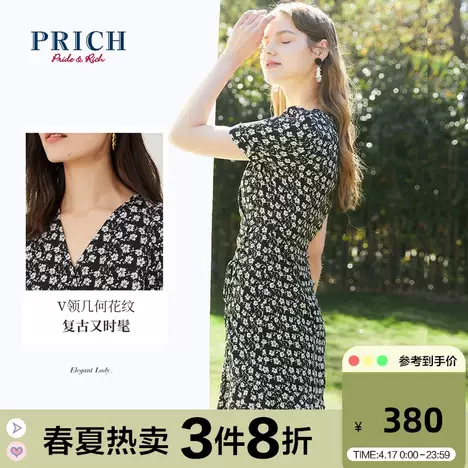 PRICH
Pride & Rich
V领几何花纹
复古又时髦
Elegant Lady.
参考到手价
¥ 380
春夏热卖 3件8折
TIME:4.17 0:00 -23:59